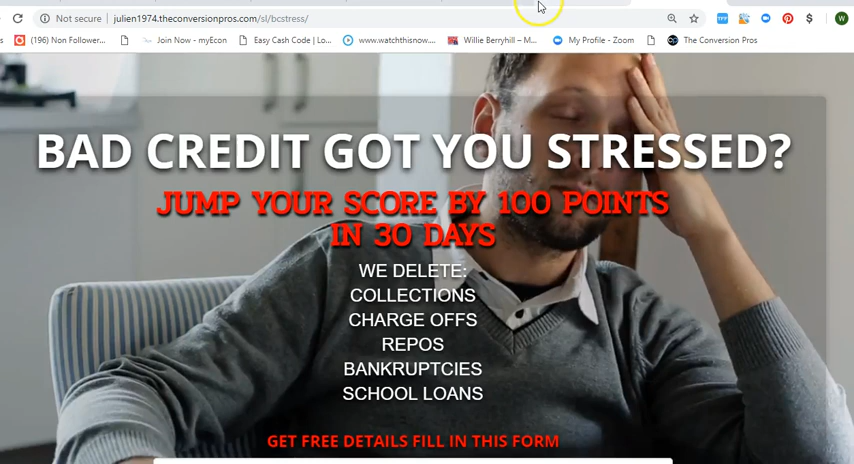 Not secure | julien1974.theconversionpros.com/sl/bcstress/
(196) Non Follower... Join Now - myEcon Easy Cash Code | Lo... www.watchthisnow.... Willie Berryhill – M... My Profile - Zoom The Conversion Pros
BAD CREDIT GOT YOU STRESSED?
JUMP YOUR SCORE BY 100 POINTS
IN 30 DAYS
WE DELETE:
COLLECTIONS
CHARGE OFFS
REPOS
BANKRUPTCIES
SCHOOL LOANS
GET FREE DETAILS FILL IN THIS FORM